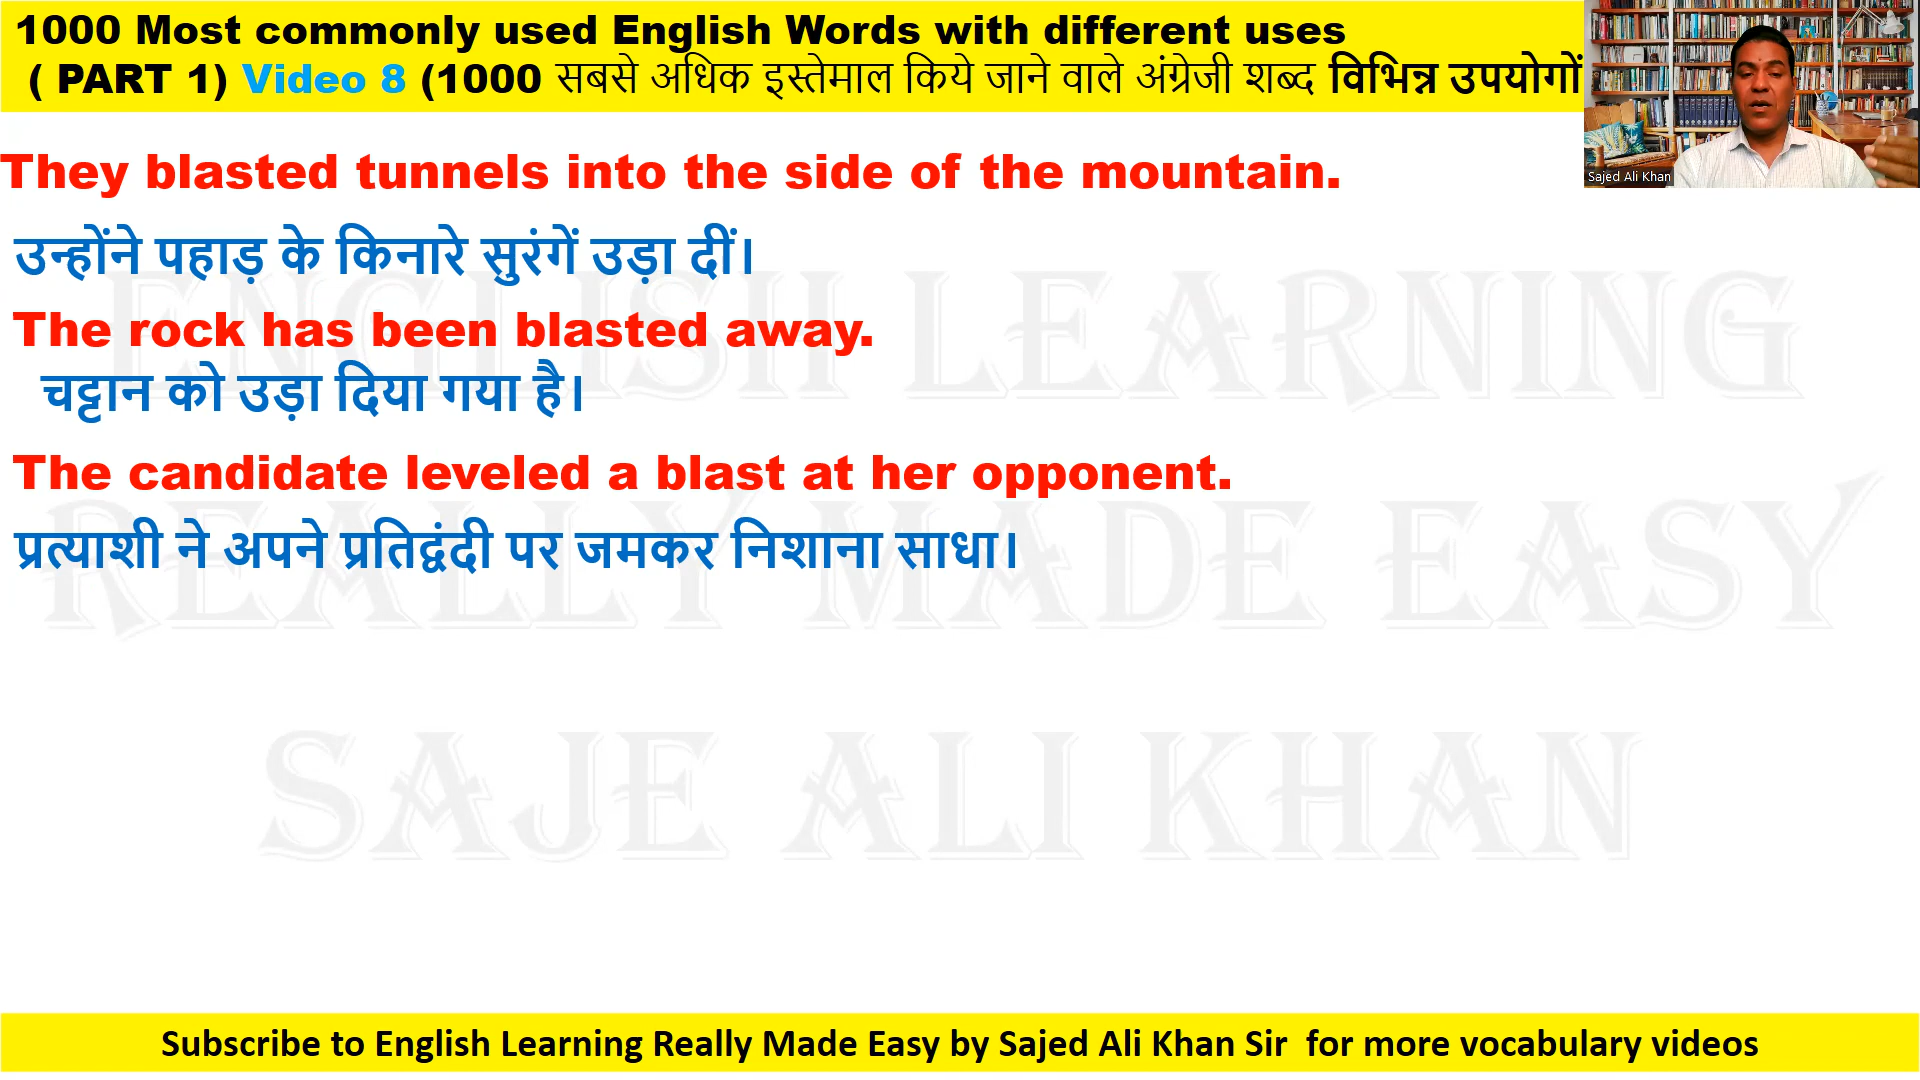 1000 Most commonly used English Words with different uses
( PART 1) Video 8 (1000 सबसे अधिक इस्तेमाल किये जाने वाले अंग्रेजी शब्द विभिन्न उपयोगों
Sajed Ali Khan
They blasted tunnels into the side of the mountain.
उन्होंने पहाड़ के किनारे सुरंगें उड़ा दीं।
The rock has been blasted away.
चट्टान को उड़ा दिया गया है।
The candidate leveled a blast at her opponent.
प्रत्याशी ने अपने प्रतिद्वंदी पर जमकर निशाना साधा।
ENGLISH LEARNING
REALLY MADE EASY
SAJE ALI KHAN
Subscribe to English Learning Really Made Easy by Sajed Ali Khan Sir for more vocabulary videos